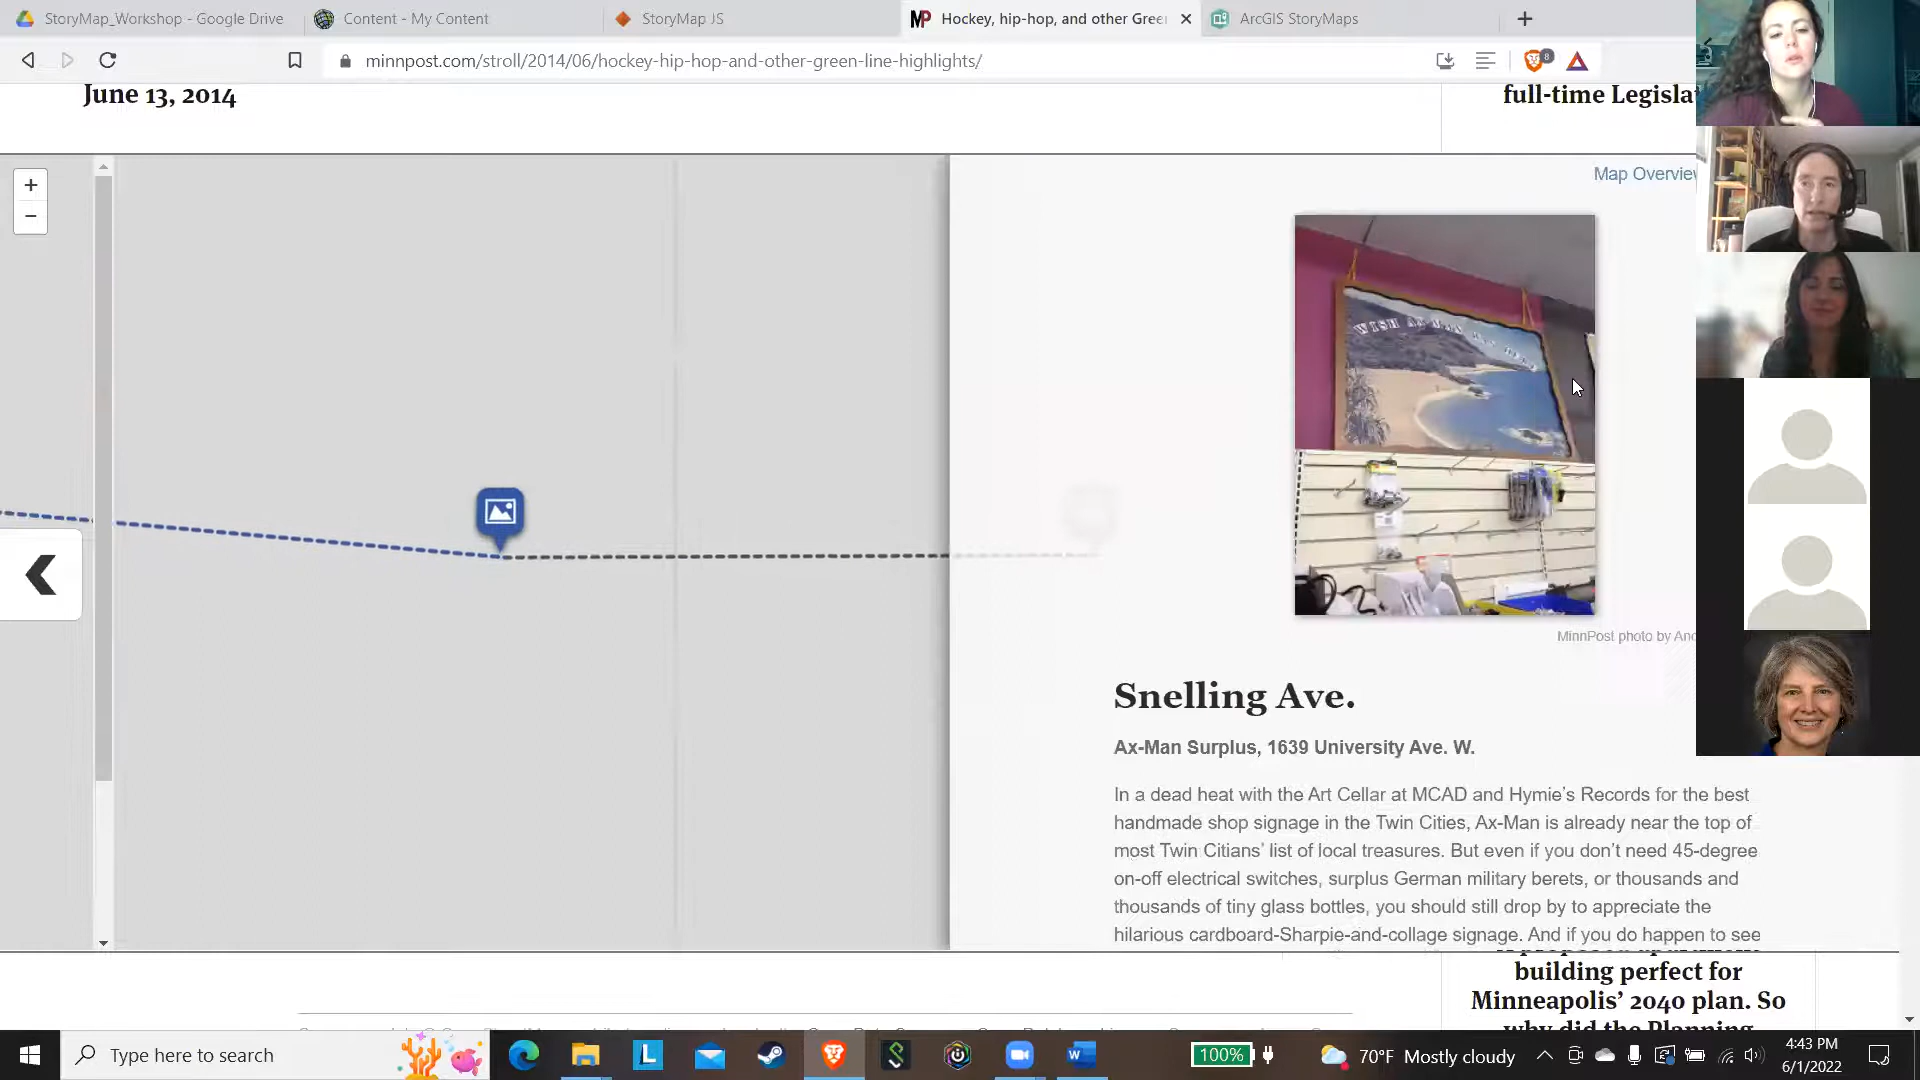 StoryMap_Workshop - Google Drive
Content - My Content
StoryMap JS
Hockey, hip-hop, and other Gree
ArcGIS StoryMaps
minnpost.com/stroll/2014/06/hockey-hip-hop-and-other-green-line-highlights/
8
June 13, 2014
full-time Legisla
+
−
Map Overvie
WISH
MinnPost photo by And
Snelling Ave.
Ax-Man Surplus, 1639 University Ave. W.
In a dead heat with the Art Cellar at MCAD and Hymie's Records for the best
handmade shop signage in the Twin Cities, Ax-Man is already near the top of
most Twin Citians' list of local treasures. But even if you don't need 45-degree
on-off electrical switches, surplus German military berets, or thousands and
thousands of tiny glass bottles, you should still drop by to appreciate the
hilarious cardboard-Sharpie-and-collage signage. And if you do happen to see
building perfect for
Minneapolis' 2040 plan. So
why did the Planning
Type here to search
L
100%
70°F Mostly cloudy
4:43 PM
6/1/2022